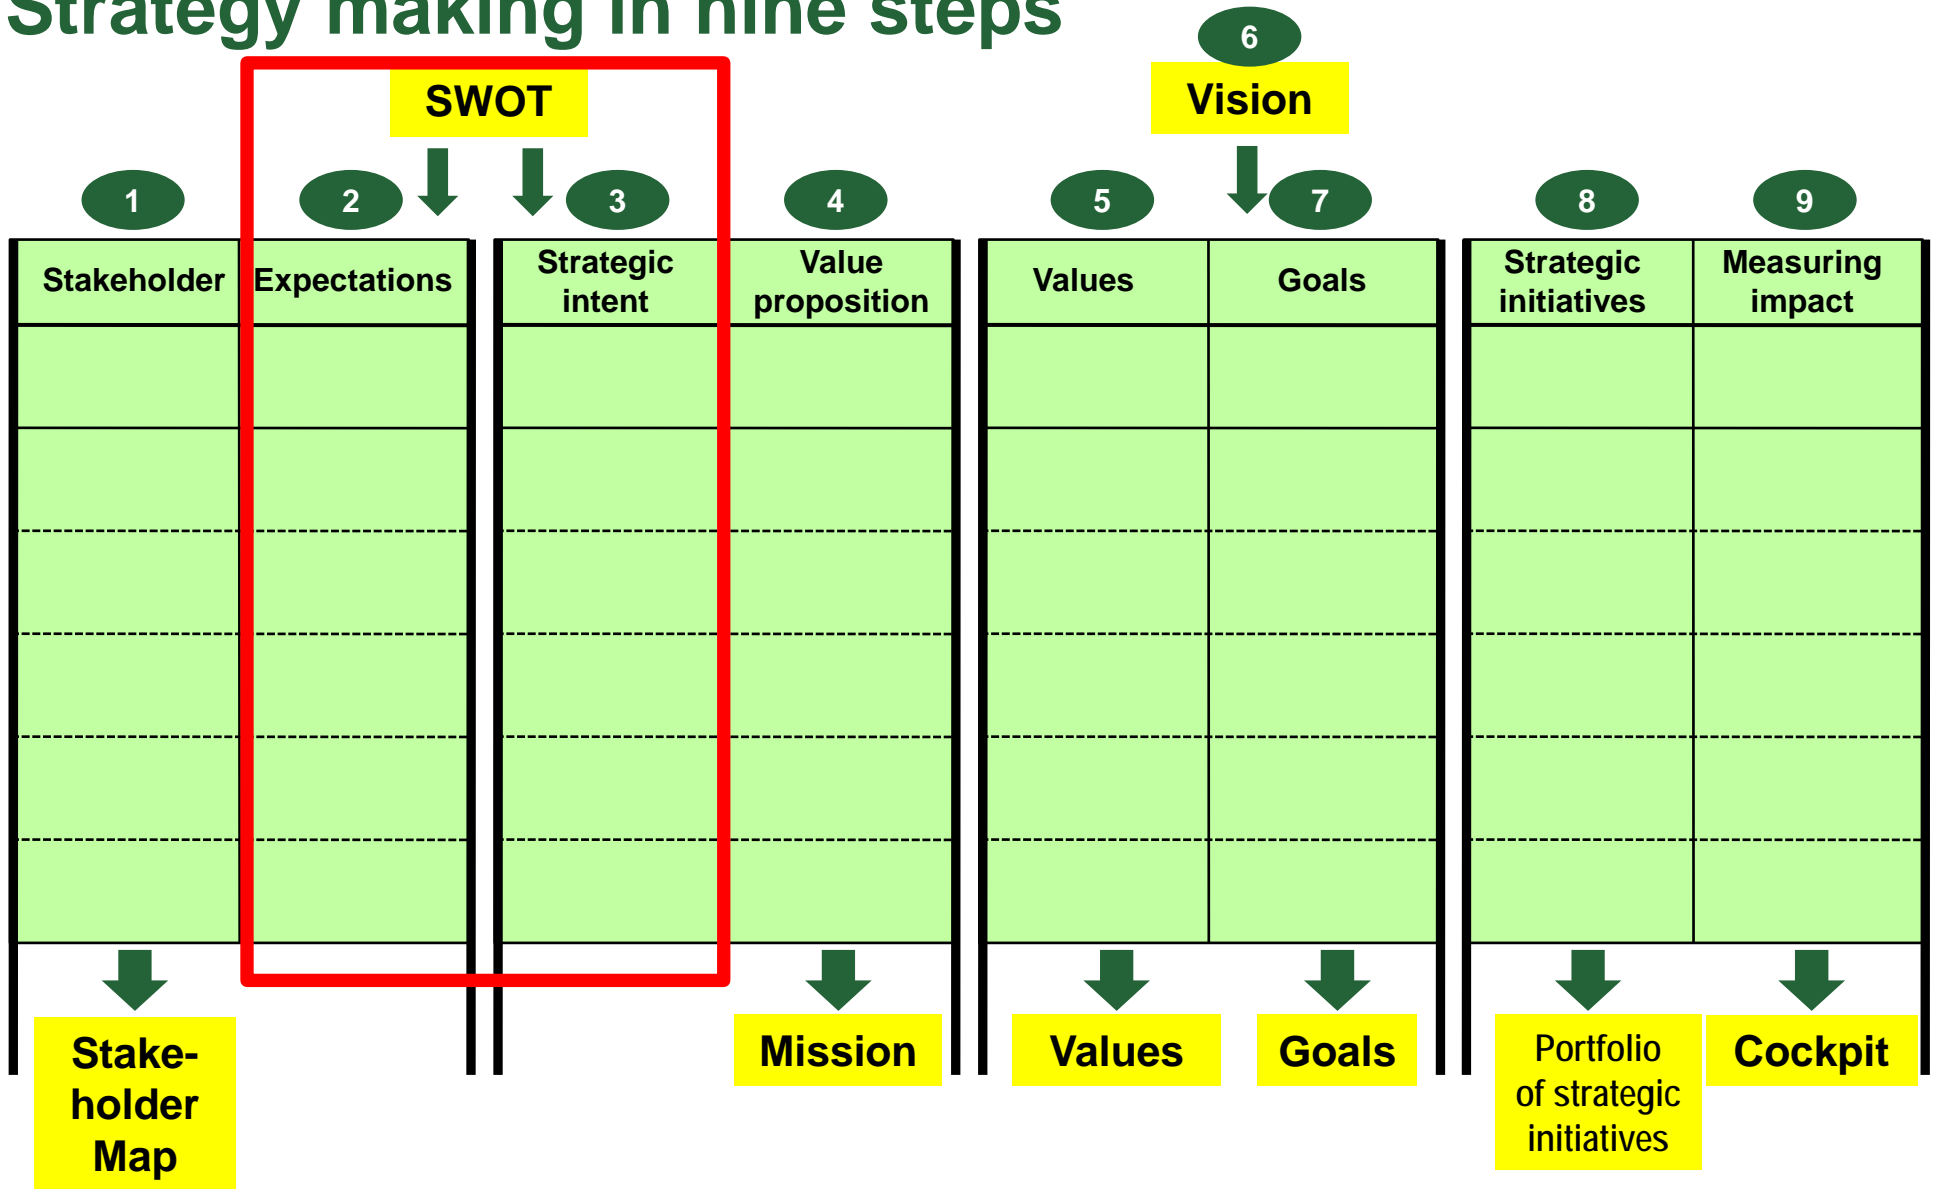 Strategy making in nine steps
6
SWOT
Vision
1
2
3
4
5
7
8
9
Stakeholder
Expectations
Strategic
intent
Value
proposition
Values
Goals
Strategic
initiatives
Measuring
impact
Stake-
holder
Map
Mission
Values
Goals
Portfolio
of strategic
initiatives
Cockpit